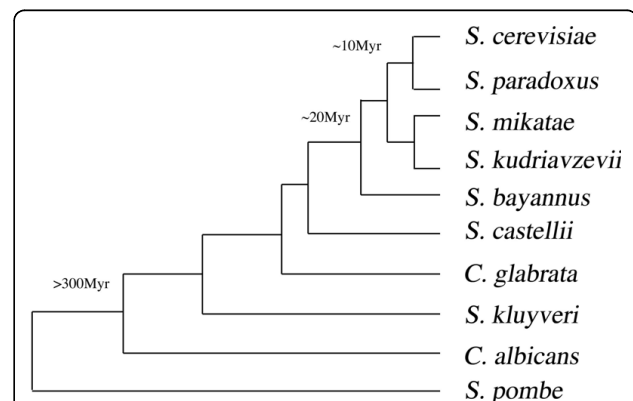 ~10Myr
S. cerevisiae
S. paradoxus
~20Myr
S. mikatae
S. kudriavzevii
S. bayannus
S. castellii
>300Myr
C. glabrata
S. kluyveri
C. albicans
S. pombe